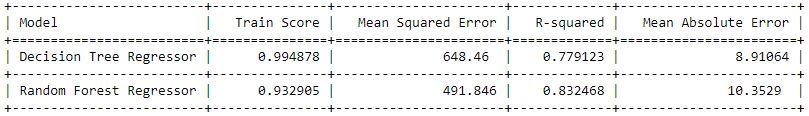 Model Train Score Mean Squared Error R-squared Mean Absolute Error
Decision Tree Regressor 0.994878 648.46 0.779123 8.91064
Random Forest Regressor 0.932905 491.846 0.832468 10.3529